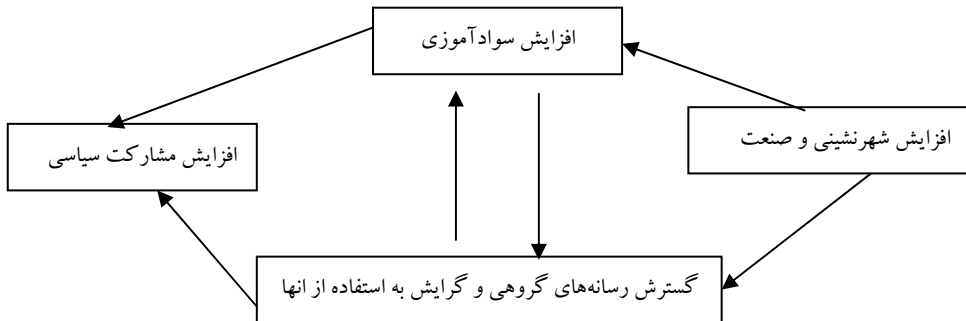 افزایش سوادآموزی
افزایش شهرنشینی و صنعت
افزایش مشارکت سیاسی
گسترش رسانه‌های گروهی و گرایش به استفاده از انها